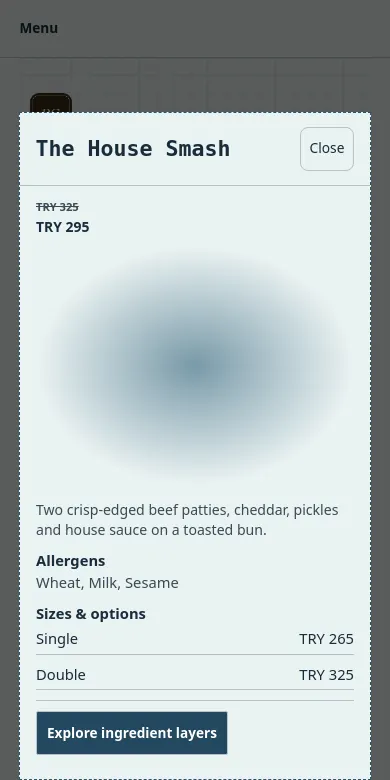 Menu
The House Smash
Close
TRY 325
TRY 295
Two crisp-edged beef patties, cheddar, pickles
and house sauce on a toasted bun.
Allergens
Wheat, Milk, Sesame
Sizes & options
Single TRY 265
Double TRY 325
Explore ingredient layers